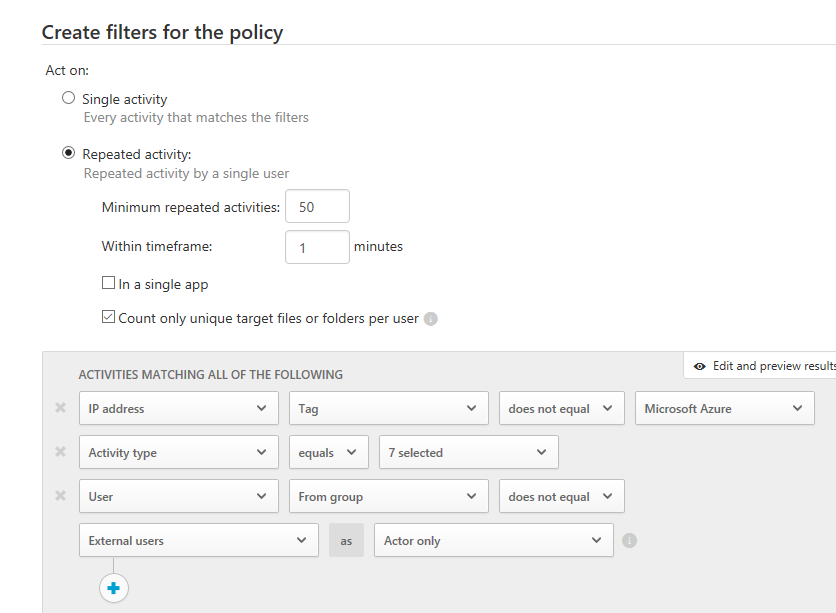 Create filters for the policy
Act on:
Single activity
Every activity that matches the filters
Repeated activity:
Repeated activity by a single user
Minimum repeated activities: 50
Within timeframe: 1 minutes
In a single app
Count only unique target files or folders per user
Edit and preview results
ACTIVITIES MATCHING ALL OF THE FOLLOWING
IP address Tag does not equal Microsoft Azure
Activity type equals 7 selected
User From group does not equal
External users as Actor only